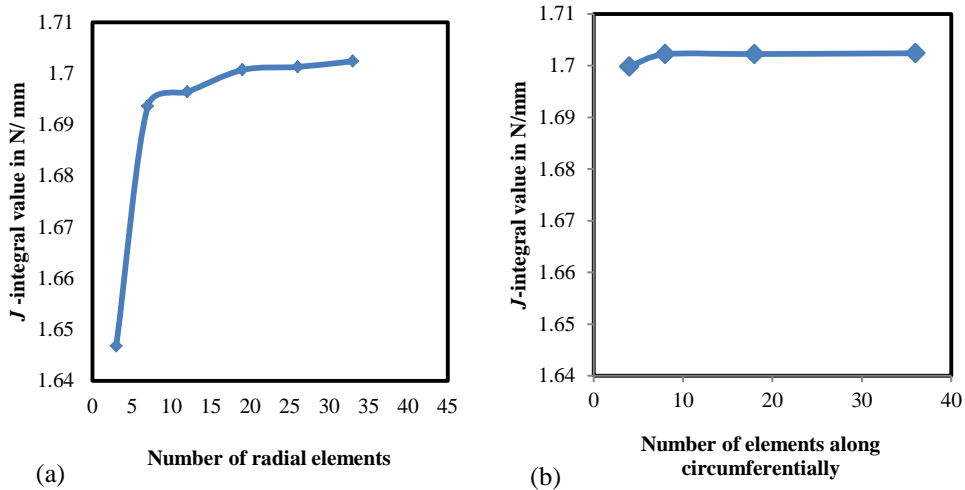 1.71
1.7
1.69
1.68
1.67
1.66
1.65
1.64
J -integral value in N/ mm
0 5 10 15 20 25 30 35 40 45
Number of radial elements
(a)
1.71
1.7
1.69
1.68
1.67
1.66
1.65
1.64
J-integral value in N/mm
0 10 20 30 40
Number of elements along
circumferentially
(b)